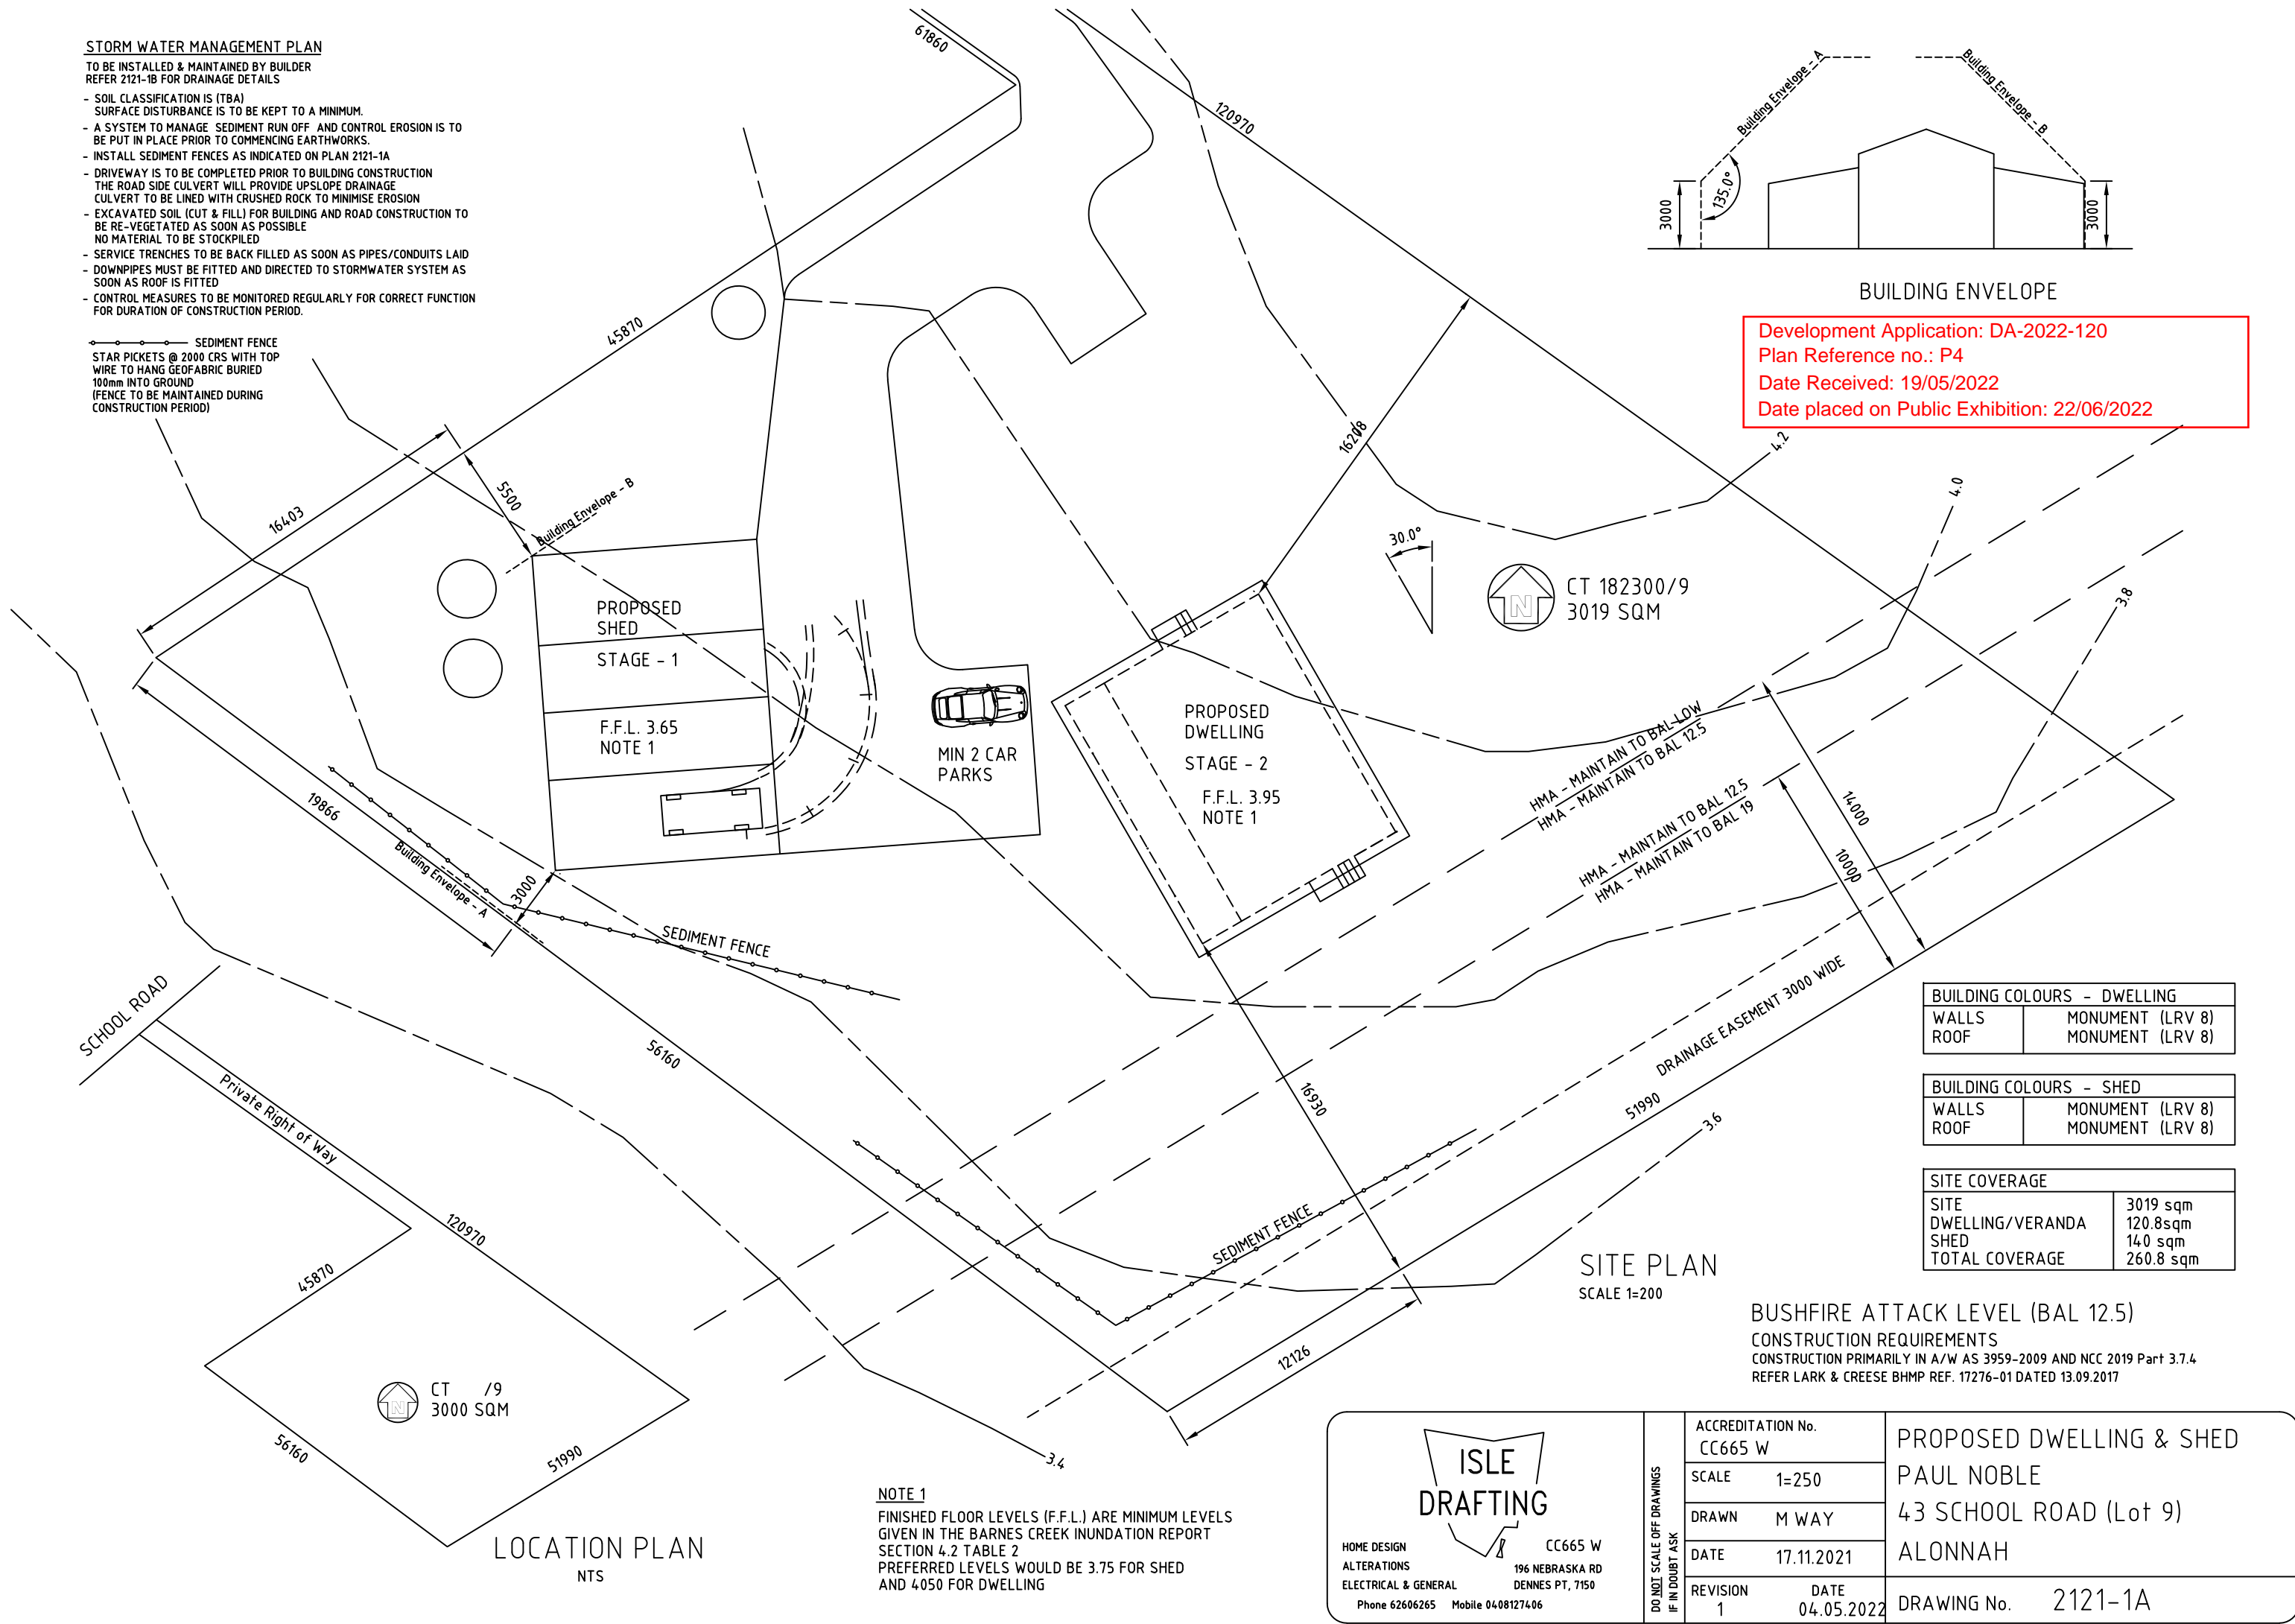 STORM WATER MANAGEMENT PLAN
TO BE INSTALLED & MAINTAINED BY BUILDER
REFER 2121-1B FOR DRAINAGE DETAILS
- SOIL CLASSIFICATION IS (TBA)
SURFACE DISTURBANCE IS TO BE KEPT TO A MINIMUM.
- A SYSTEM TO MANAGE SEDIMENT RUN OFF AND CONTROL EROSION IS TO
BE PUT IN PLACE PRIOR TO COMMENCING EARTHWORKS.
- INSTALL SEDIMENT FENCES AS INDICATED ON PLAN 2121-1A
- DRIVEWAY IS TO BE COMPLETED PRIOR TO BUILDING CONSTRUCTION
THE ROAD SIDE CULVERT WILL PROVIDE UPSLOPE DRAINAGE
CULVERT TO BE LINED WITH CRUSHED ROCK TO MINIMISE EROSION
- EXCAVATED SOIL (CUT & FILL) FOR BUILDING AND ROAD CONSTRUCTION TO
BE RE-VEGETATED AS SOON AS POSSIBLE
NO MATERIAL TO BE STOCKPILED
- SERVICE TRENCHES TO BE BACK FILLED AS SOON AS PIPES/CONDUITS LAID
- DOWNPIPES MUST BE FITTED AND DIRECTED TO STORMWATER SYSTEM AS
SOON AS ROOF IS FITTED
- CONTROL MEASURES TO BE MONITORED REGULARLY FOR CORRECT FUNCTION
FOR DURATION OF CONSTRUCTION PERIOD.
SEDIMENT FENCE
STAR PICKETS @ 2000 CRS WITH TOP
WIRE TO HANG GEOFABRIC BURIED
100mm INTO GROUND
(FENCE TO BE MAINTAINED DURING
CONSTRUCTION PERIOD)
61860
120970
45870
16403
5500
Building Envelope - B
16208
30.0°
N
CT 182300/9
3019 SQM
4.2
4.0
3.8
Building Envelope - A
Building Envelope - B
135.0°
3000
3000
BUILDING ENVELOPE
Development Application: DA-2022-120
Plan Reference no.: P4
Date Received: 19/05/2022
Date placed on Public Exhibition: 22/06/2022
PROPOSED
SHED
STAGE - 1
F.F.L. 3.65
NOTE 1
MIN 2 CAR
PARKS
PROPOSED
DWELLING
STAGE - 2
F.F.L. 3.95
NOTE 1
HMA - MAINTAIN TO BAL-LOW
HMA - MAINTAIN TO BAL 12.5
HMA - MAINTAIN TO BAL 12.5
HMA - MAINTAIN TO BAL 19
14000
10000
19866
Building Envelope - A
3000
SEDIMENT FENCE
56160
16930
DRAINAGE EASEMENT 3000 WIDE
51990
3.6
SEDIMENT FENCE
12126
3.4
SITE PLAN
SCALE 1=200
SCHOOL ROAD
Private Right of Way
120970
45870
N
CT /9
3000 SQM
56160
51990
LOCATION PLAN
NTS
NOTE 1
FINISHED FLOOR LEVELS (F.F.L.) ARE MINIMUM LEVELS
GIVEN IN THE BARNES CREEK INUNDATION REPORT
SECTION 4.2 TABLE 2
PREFERRED LEVELS WOULD BE 3.75 FOR SHED
AND 4050 FOR DWELLING
BUILDING COLOURS - DWELLING
WALLS MONUMENT (LRV 8)
ROOF MONUMENT (LRV 8)
BUILDING COLOURS - SHED
WALLS MONUMENT (LRV 8)
ROOF MONUMENT (LRV 8)
SITE COVERAGE
SITE 3019 sqm
DWELLING/VERANDA 120.8sqm
SHED 140 sqm
TOTAL COVERAGE 260.8 sqm
BUSHFIRE ATTACK LEVEL (BAL 12.5)
CONSTRUCTION REQUIREMENTS
CONSTRUCTION PRIMARILY IN A/W AS 3959-2009 AND NCC 2019 Part 3.7.4
REFER LARK & CREESE BHMP REF. 17276-01 DATED 13.09.2017
ISLE
DRAFTING
HOME DESIGN
ALTERATIONS
ELECTRICAL & GENERAL
CC665 W
196 NEBRASKA RD
DENNES PT, 7150
Phone 62606265 Mobile 0408127406
DO NOT SCALE OFF DRAWINGS
IF IN DOUBT ASK
ACCREDITATION No.
CC665 W
SCALE 1=250
DRAWN M WAY
DATE 17.11.2021
REVISION DATE
1 04.05.2022
PROPOSED DWELLING & SHED
PAUL NOBLE
43 SCHOOL ROAD (Lot 9)
ALONNAH
DRAWING No. 2121-1A